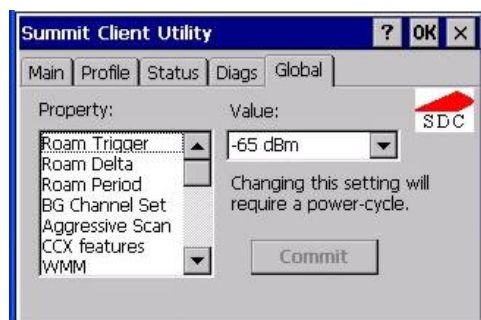 Summit Client Utility ? OK ×
Main Profile Status Diags Global
Property:
Value:
SDC
Roam Trigger
Roam Delta
Roam Period
BG Channel Set
Aggressive Scan
CCX features
WMM
-65 dBm
Changing this setting will
require a power-cycle.
Commit